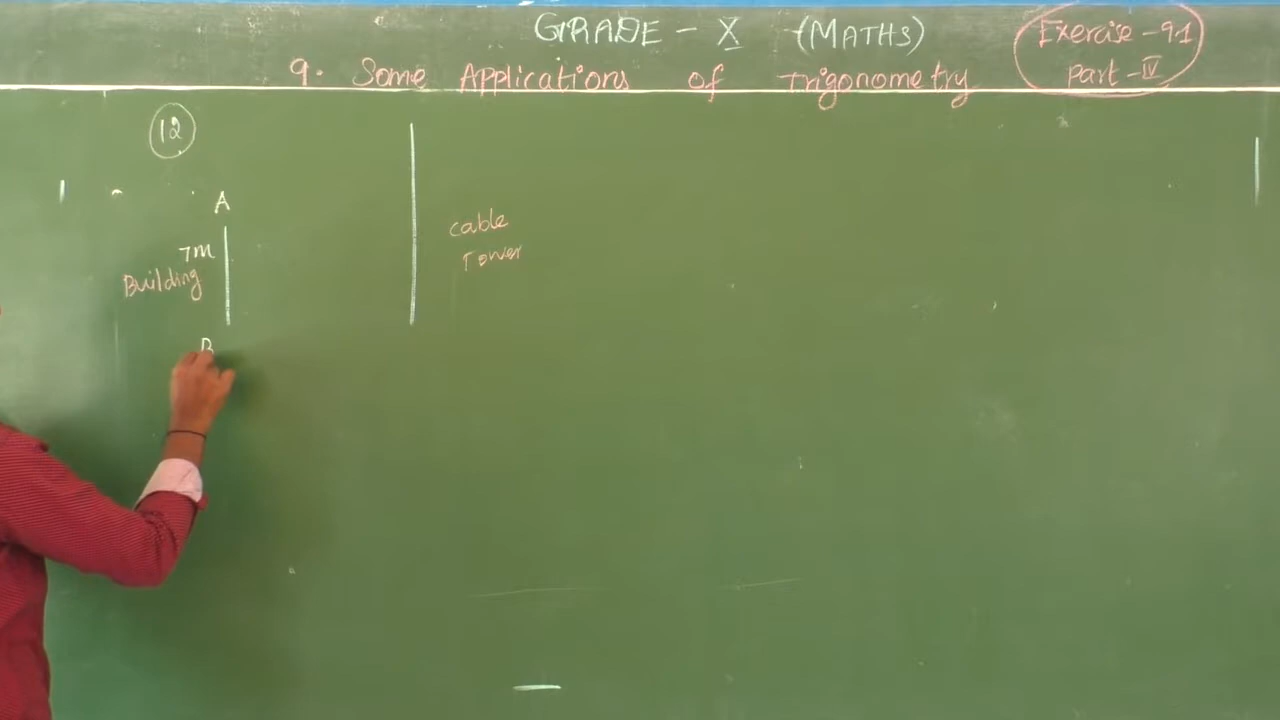 GRADE - X (MATHS)
Exercise - 9.1
Part - IV
9. Some Applications of Trigonometry
12
A
7m
Building
cable
Tower
B